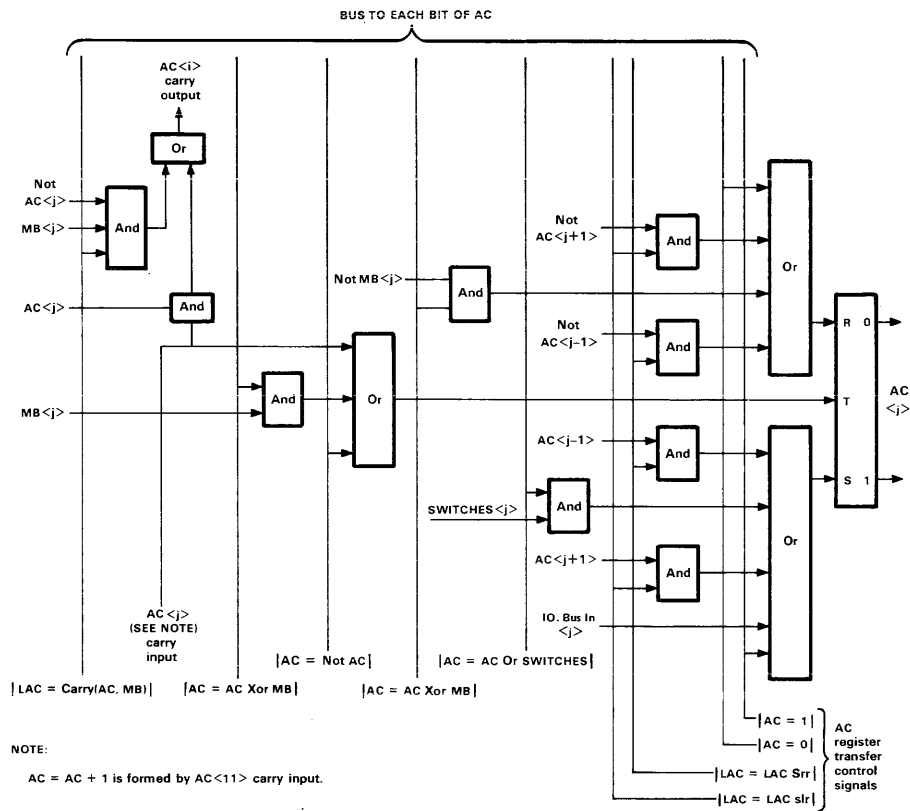 BUS TO EACH BIT OF AC
AC<i>
carry
output
Or
Not
AC<j>
MB<j>
And
AC<j>
And
MB<j>
And
Or
Not MB<j>
And
Not
AC<j+1>
And
Not
AC<j-1>
And
Or
R 0
T
S 1
AC
<j>
AC<j-1>
And
SWITCHES<j>
And
AC<j+1>
And
IO. Bus In
<j>
Or
AC<j>
(SEE NOTE)
carry
input
|AC = Not AC|
|AC = AC Or SWITCHES|
|LAC = Carry(AC, MB)|
|AC = AC Xor MB|
|AC = AC Xor MB|
|AC = 1|
|AC = 0|
|LAC = LAC Srr|
|LAC = LAC slr|
AC
register
transfer
control
signals
NOTE:
AC = AC + 1 is formed by AC<11> carry input.